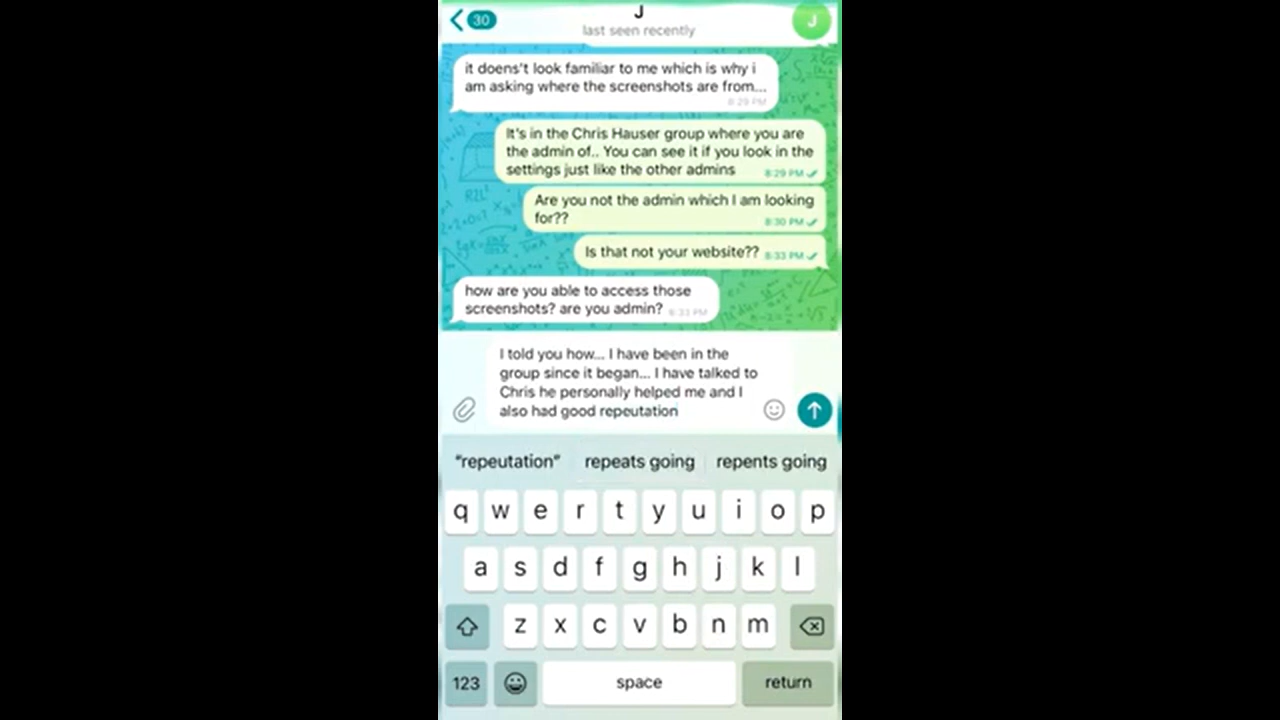 30
J
last seen recently
J
it doens't look familiar to me which is why i
am asking where the screenshots are from...
8:29 PM
It's in the Chris Hauser group where you are
the admin of.. You can see it if you look in the
settings just like the other admins
8:29 PM
Are you not the admin which I am looking
for??
8:30 PM
Is that not your website??
8:33 PM
how are you able to access those
screenshots? are you admin?
8:33 PM
I told you how... I have been in the
group since it began... I have talked to
Chris he personally helped me and I
also had good repeutation
"repeutation" repeats going repents going
q w e r t y u i o p
a s d f g h j k l
z x c v b n m
123 space return